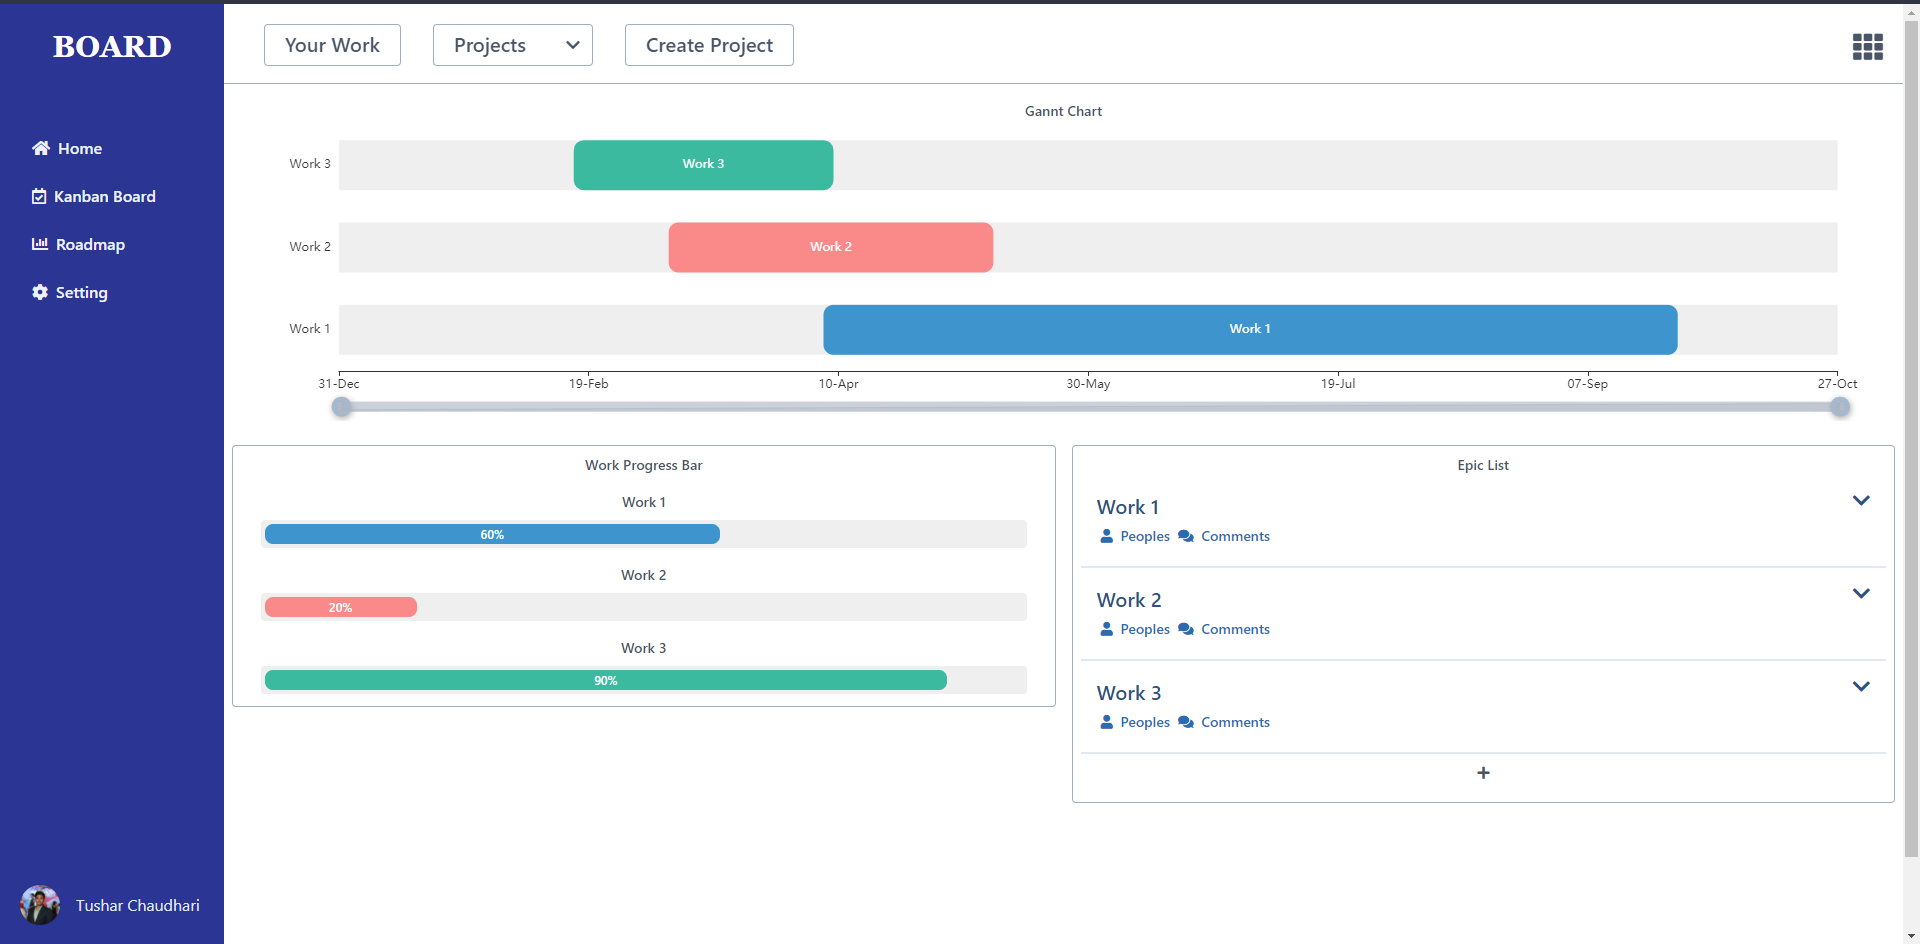 BOARD
Your Work
Projects
Create Project
Home
Kanban Board
Roadmap
Setting
Tushar Chaudhari
Gannt Chart
Work 3
Work 3
Work 2
Work 2
Work 1
Work 1
31-Dec 19-Feb 10-Apr 30-May 19-Jul 07-Sep 27-Oct
Work Progress Bar
Work 1
60%
Work 2
20%
Work 3
90%
Epic List
Work 1
Peoples Comments
Work 2
Peoples Comments
Work 3
Peoples Comments
+